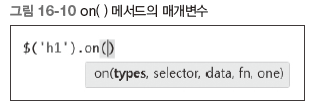 그림 16-10 on( ) 메서드의 매개변수
$('h1').on()
on(types, selector, data, fn, one)